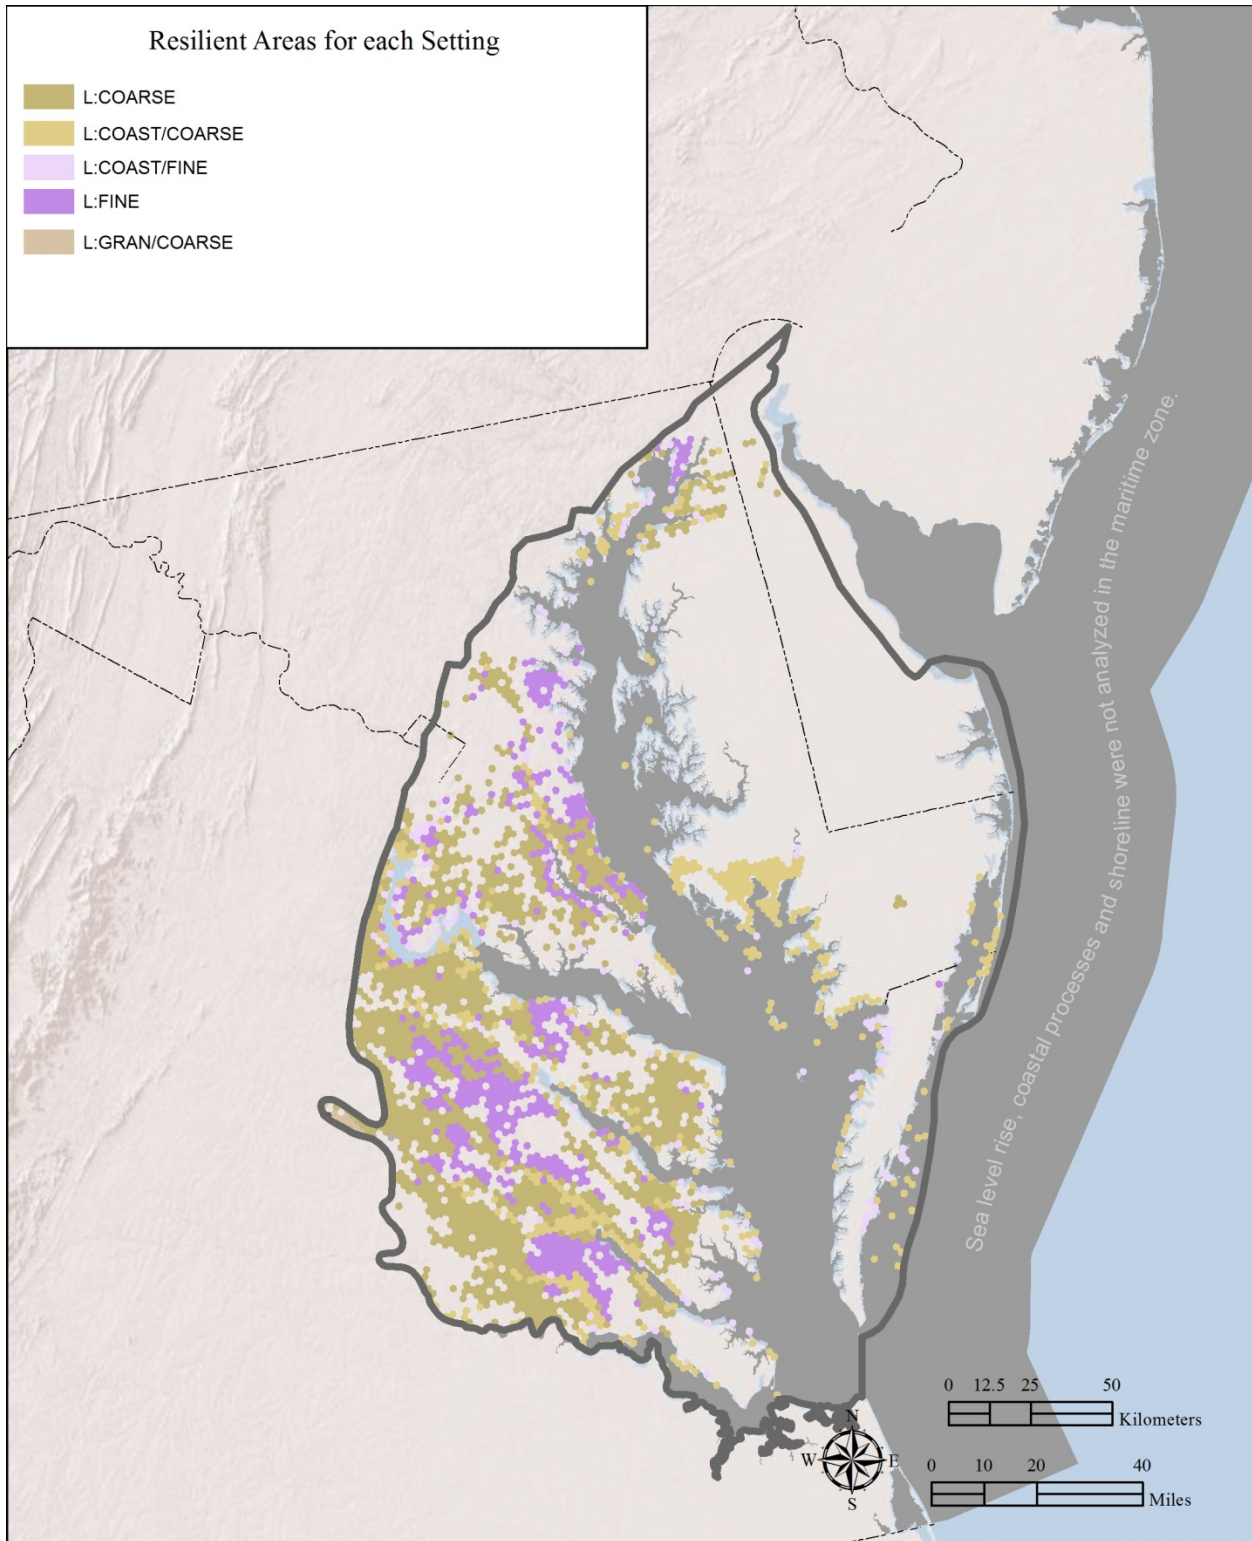 Resilient Areas for each Setting
L:COARSE
L:COAST/COARSE
L:COAST/FINE
L:FINE
L:GRAN/COARSE
Sea level rise, coastal processes and shoreline were not analyzed in the maritime zone.
0 12.5 25 50
Kilometers
N
W E
S
0 10 20 40
Miles